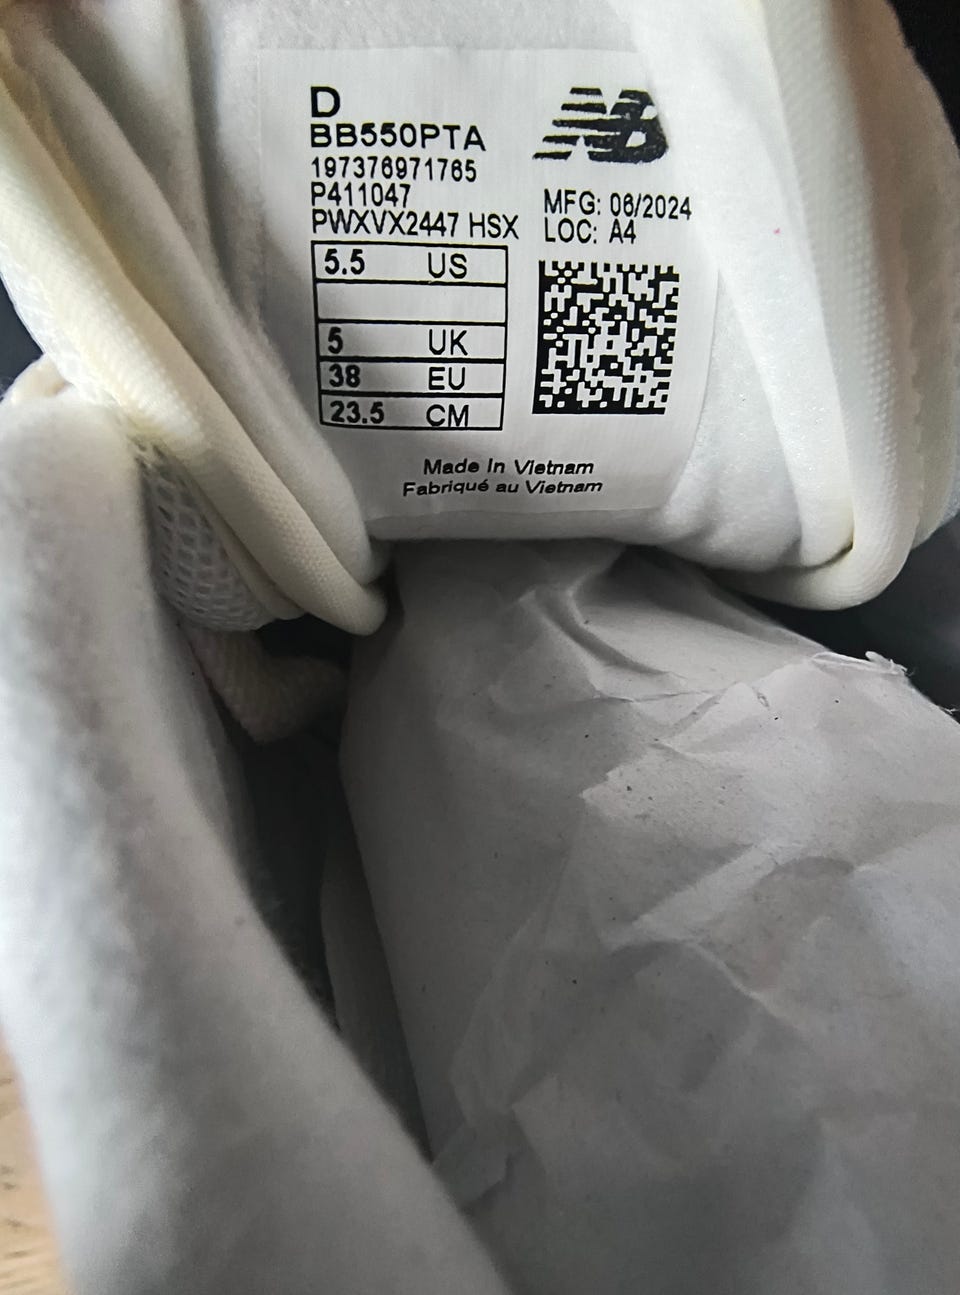 D
BB550PTA
197376971765
P411047
PWXVX2447 HSX
NB
MFG: 06/2024
LOC: A4
5.5 US
5 UK
38 EU
23.5 CM
Made In Vietnam
Fabriqué au Vietnam